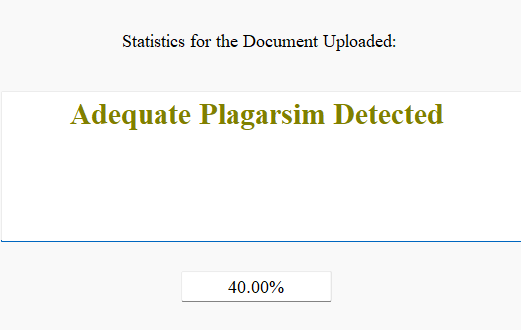 Statistics for the Document Uploaded:
Adequate Plagarsim Detected
40.00%